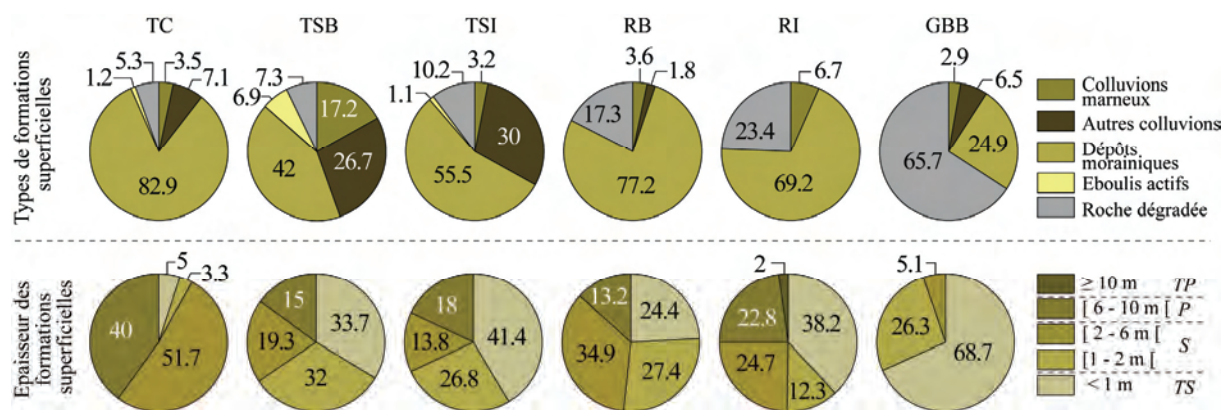 TC TSB TSI RB RI GBB
Types de formations
superficielles
1.2 5.3 3.5 7.1 82.9
6.9 7.3 17.2 26.7 42
1.1 10.2 3.2 30 55.5
3.6 1.8 17.3 77.2
6.7 23.4 69.2
2.9 6.5 24.9 65.7
Colluvions
marneux
Autres colluvions
Dépôts
morainiques
Eboulis actifs
Roche dégradée
Epaisseur des
formations
superficielles
5 3.3 40 51.7
15 33.7 19.3 32
18 41.4 13.8 26.8
13.2 24.4 34.9 27.4
2 22.8 38.2 24.7 12.3
5.1 26.3 68.7
≥ 10 m TP
[ 6 - 10 m [ P
[ 2 - 6 m [
S
[1 - 2 m [
< 1 m TS